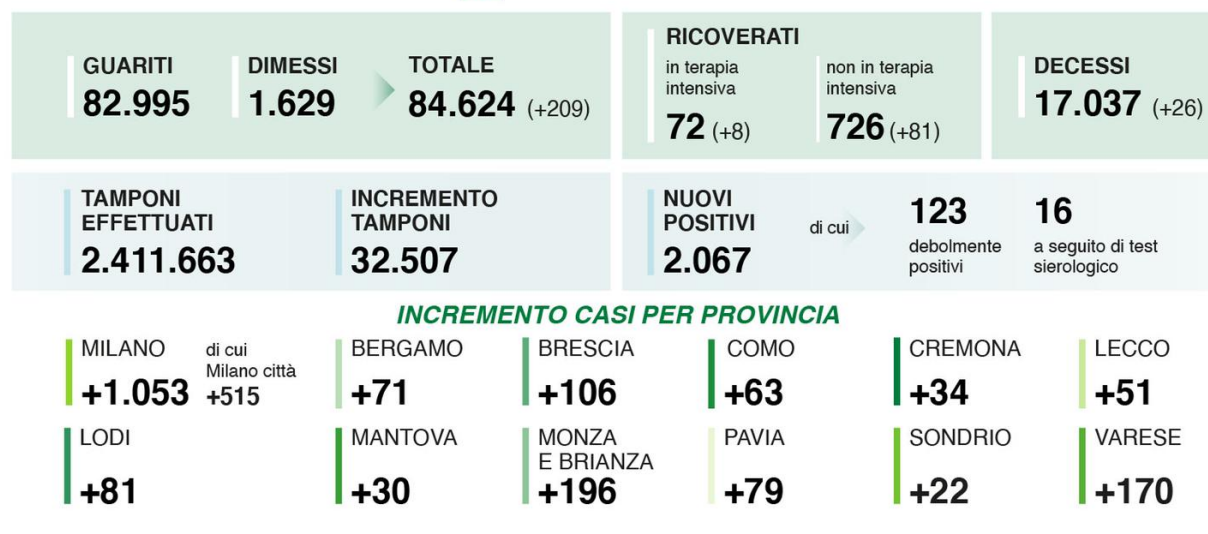 GUARITI
82.995
DIMESSI
1.629
TOTALE
84.624 (+209)
RICOVERATI
in terapia
intensiva
72 (+8)
non in terapia
intensiva
726 (+81)
DECESSI
17.037 (+26)
TAMPONI
EFFETTUATI
2.411.663
INCREMENTO
TAMPONI
32.507
NUOVI
POSITIVI
2.067
di cui
123
debolmente
positivi
16
a seguito di test
sierologico
INCREMENTO CASI PER PROVINCIA
MILANO
+1.053
di cui
Milano città
+515
BERGAMO
+71
BRESCIA
+106
COMO
+63
CREMONA
+34
LECCO
+51
LODI
+81
MANTOVA
+30
MONZA
E BRIANZA
+196
PAVIA
+79
SONDRIO
+22
VARESE
+170